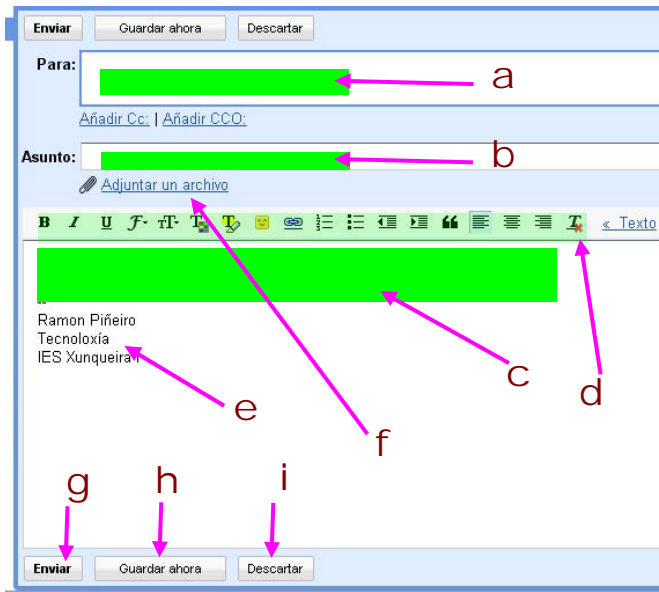 Enviar Guardar ahora Descartar
Para: a
Añadir Cc: | Añadir CCO:
Asunto: b
Adjuntar un archivo
B I U F T T T « Texto
--
Ramon Piñeiro
Tecnoloxía
IES Xunqueira I
c
d
e
f
g h i
Enviar Guardar ahora Descartar